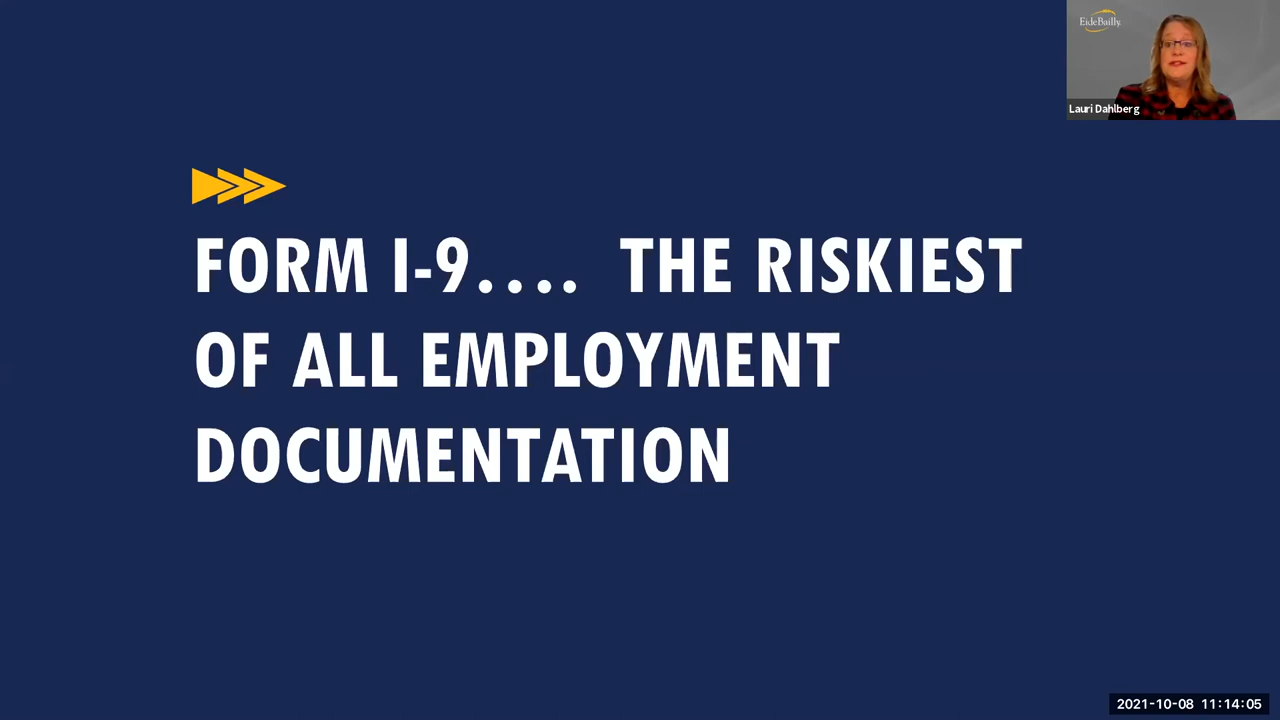 EideBailly.
Lauri Dahlberg
FORM I-9.... THE RISKIEST
OF ALL EMPLOYMENT
DOCUMENTATION
2021-10-08 11:14:05